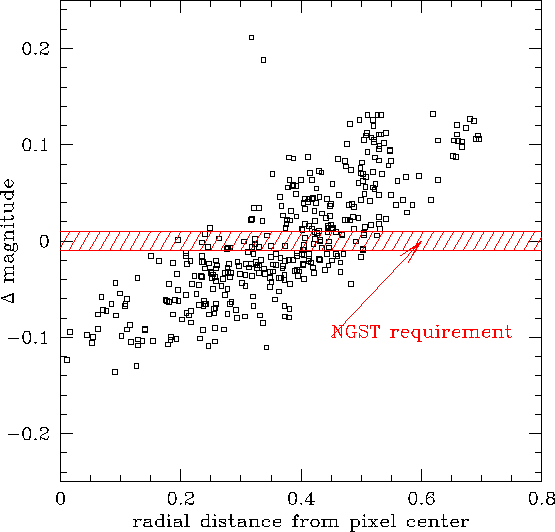 0.2
0.1
0
−0.1
−0.2
Δ magnitude
NGST requirement
0 0.2 0.4 0.6 0.8
radial distance from pixel center